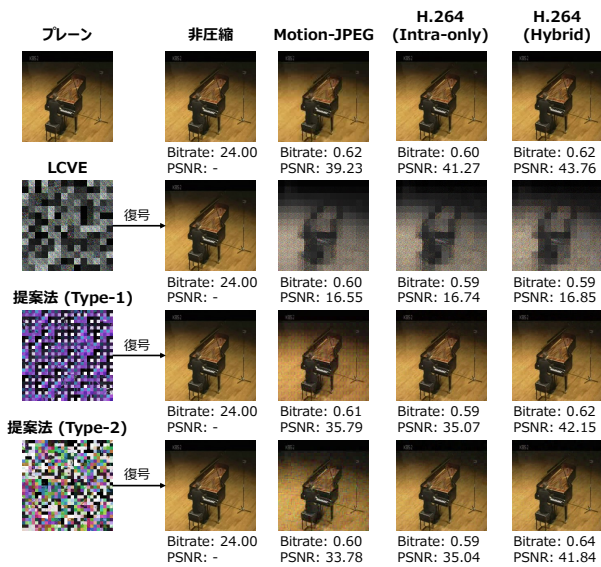 プレーン 非圧縮 Motion-JPEG H.264 (Intra-only) H.264 (Hybrid)
Bitrate: 24.00 Bitrate: 0.62 Bitrate: 0.60 Bitrate: 0.62
PSNR: - PSNR: 39.23 PSNR: 41.27 PSNR: 43.76
LCVE
復号
Bitrate: 24.00 Bitrate: 0.60 Bitrate: 0.59 Bitrate: 0.59
PSNR: - PSNR: 16.55 PSNR: 16.74 PSNR: 16.85
提案法 (Type-1)
復号
Bitrate: 24.00 Bitrate: 0.61 Bitrate: 0.59 Bitrate: 0.62
PSNR: - PSNR: 35.79 PSNR: 35.07 PSNR: 42.15
提案法 (Type-2)
復号
Bitrate: 24.00 Bitrate: 0.60 Bitrate: 0.59 Bitrate: 0.64
PSNR: - PSNR: 33.78 PSNR: 35.04 PSNR: 41.84